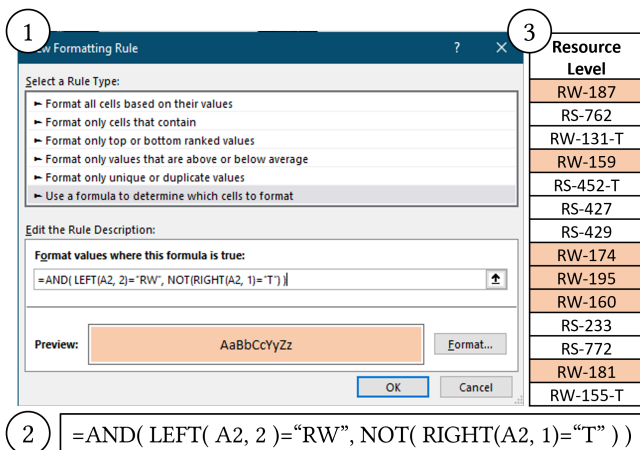 1
w Formatting Rule
?
Select a Rule Type:
► Format all cells based on their values
► Format only cells that contain
► Format only top or bottom ranked values
► Format only values that are above or below average
► Format only unique or duplicate values
► Use a formula to determine which cells to format
Edit the Rule Description:
Format values where this formula is true:
=AND( LEFT(A2, 2)="RW", NOT(RIGHT(A2, 1)="T") )
Preview:
AaBbCcYyZz
Format...
OK
Cancel
3
Resource
Level
RW-187
RS-762
RW-131-T
RW-159
RS-452-T
RS-427
RS-429
RW-174
RW-195
RW-160
RS-233
RS-772
RW-181
RW-155-T
2
=AND( LEFT( A2, 2 )=“RW”, NOT( RIGHT(A2, 1)=“T” ) )